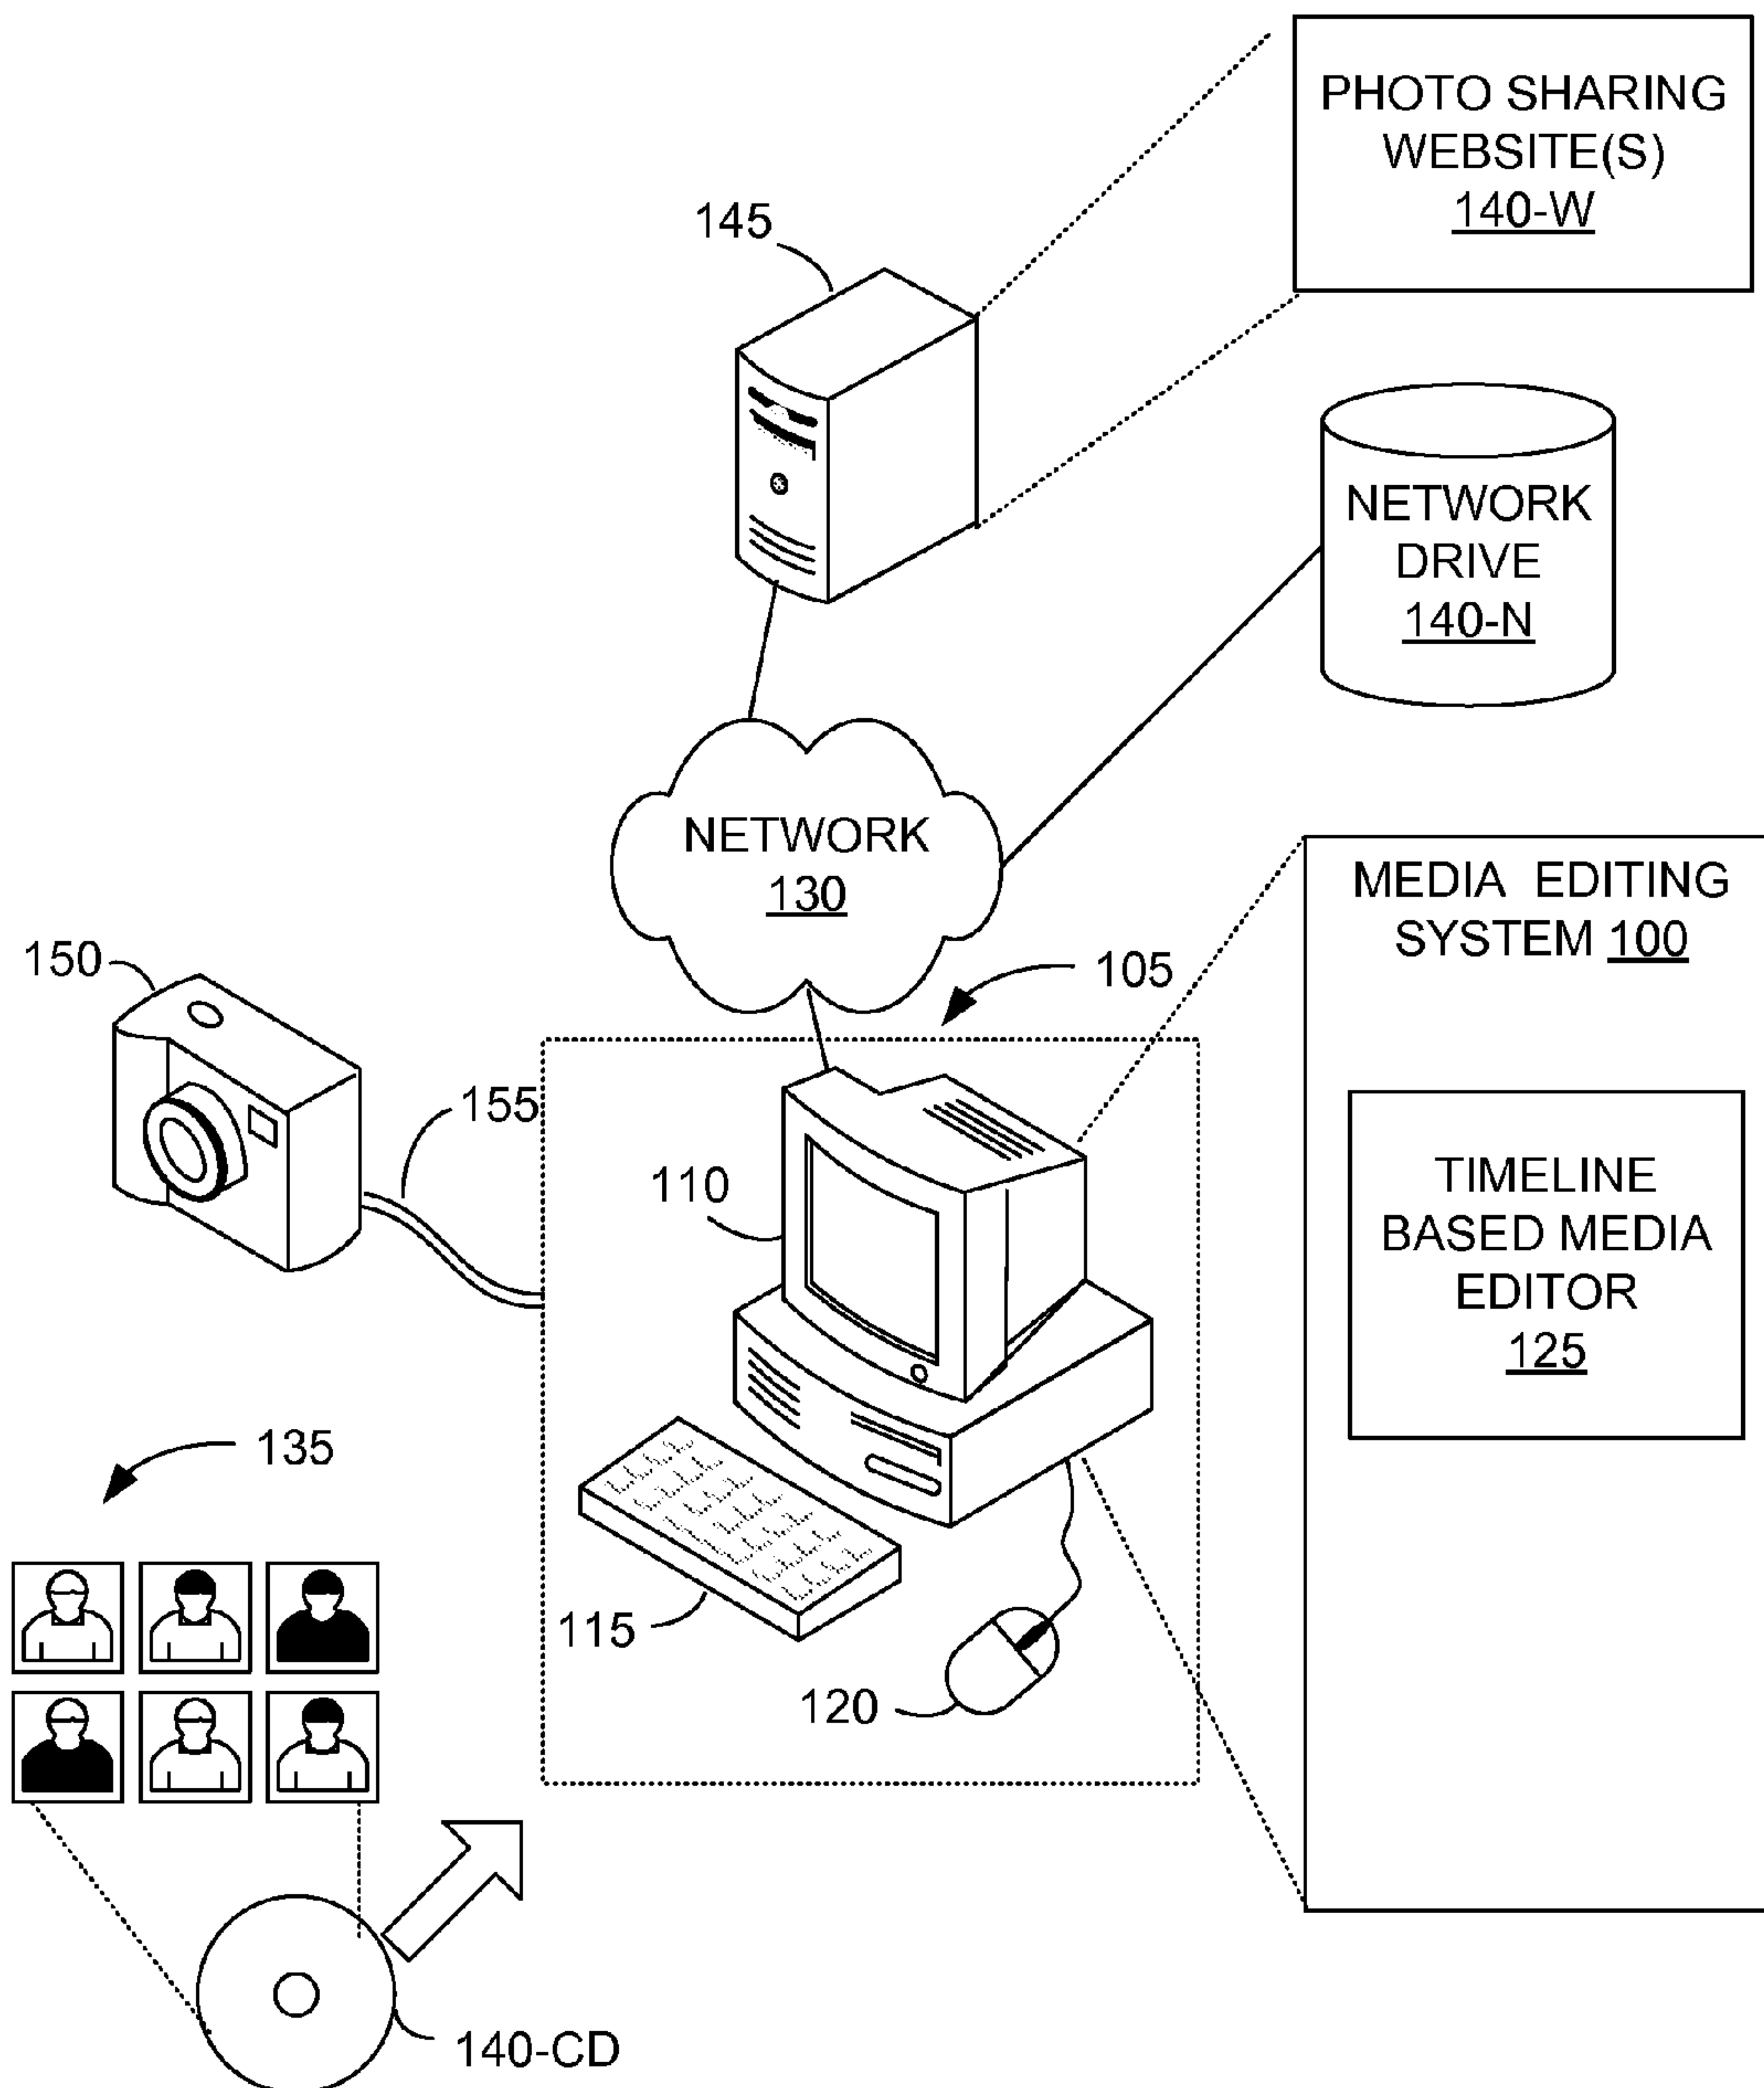 PHOTO SHARING
WEBSITE(S)
140-W
145
NETWORK
DRIVE
140-N
NETWORK
130
MEDIA EDITING
SYSTEM 100
150
105
155
110
TIMELINE
BASED MEDIA
EDITOR
125
135
115
120
140-CD